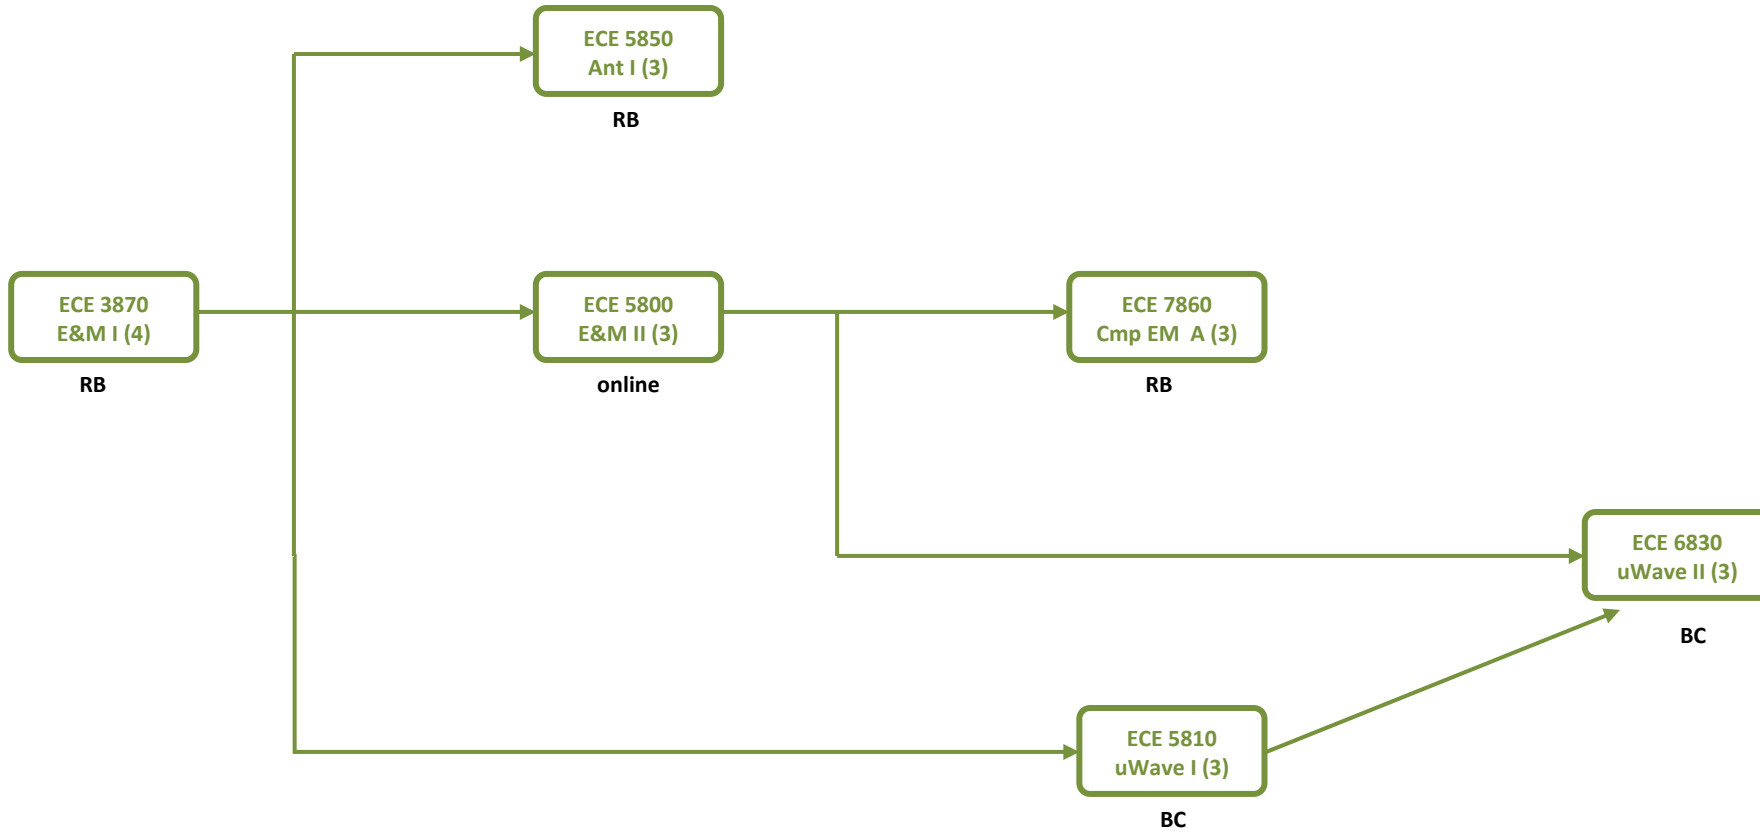 ECE 5850
Ant I (3)
RB
ECE 3870
E&M I (4)
RB
ECE 5800
E&M II (3)
online
ECE 7860
Cmp EM  A (3)
RB
ECE 6830
uWave II (3)
BC
ECE 5810
uWave I (3)
BC